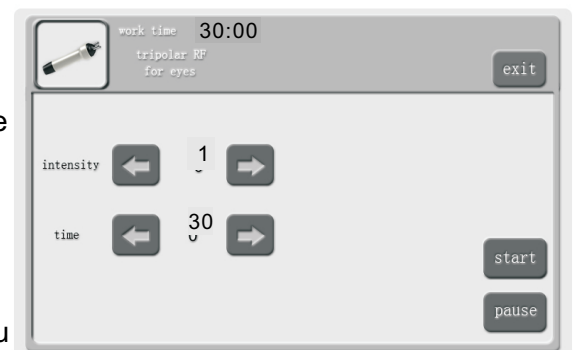 work time 30:00
tripolar RF
for eyes
exit
e
intensity 1
time 30
start
pause
u